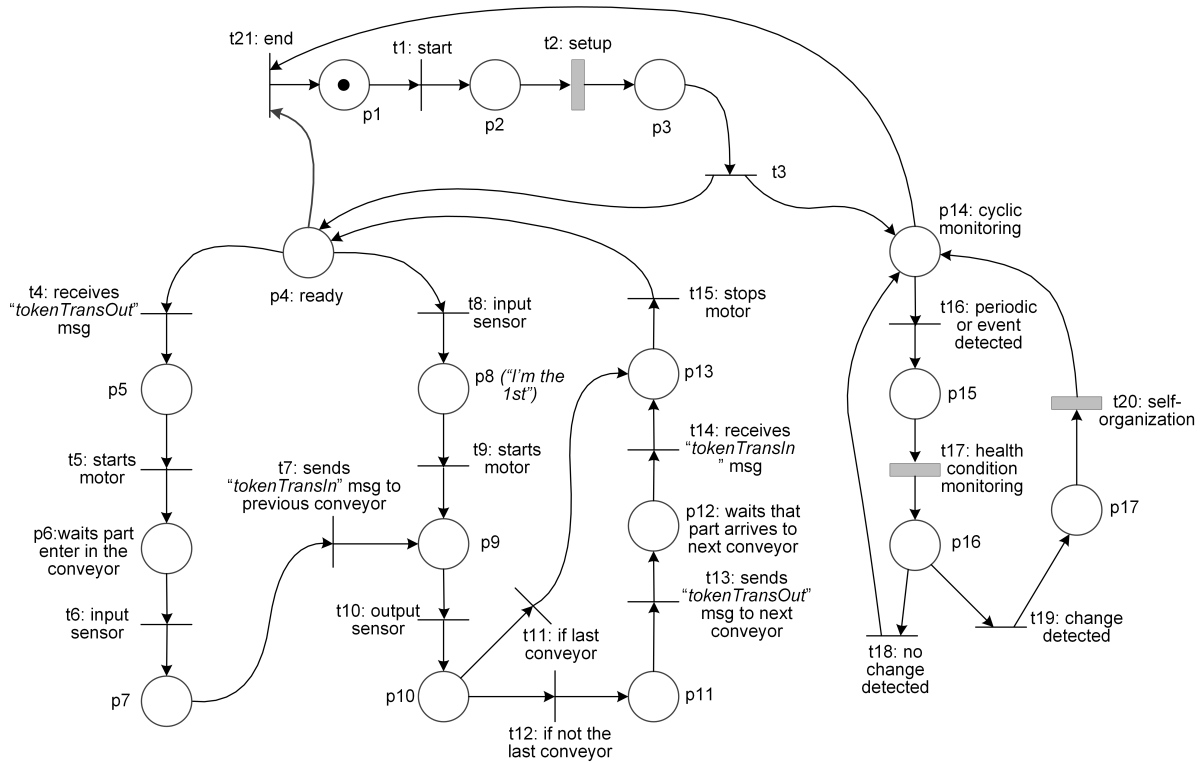 t21: end
t1: start
t2: setup
p1
p2
p3
t3
p14: cyclic
monitoring
p4: ready
t4: receives
“tokenTransOut”
msg
t8: input
sensor
t15: stops
motor
t16: periodic
or event
detected
p5
p8 (“I’m the
1st”)
p13
p15
t20: self-
organization
t5: starts
motor
t7: sends
“tokenTransIn” msg to
previous conveyor
t9: starts
motor
t14: receives
“tokenTransIn
” msg
t17: health
condition
monitoring
p6:waits part
enter in the
conveyor
p9
p12: waits that
part arrives to
next conveyor
p16
p17
t6: input
sensor
t10: output
sensor
t11: if last
conveyor
t13: sends
“tokenTransOut”
msg to next
conveyor
t18: no
change
detected
t19: change
detected
p7
p10
t12: if not the
last conveyor
p11